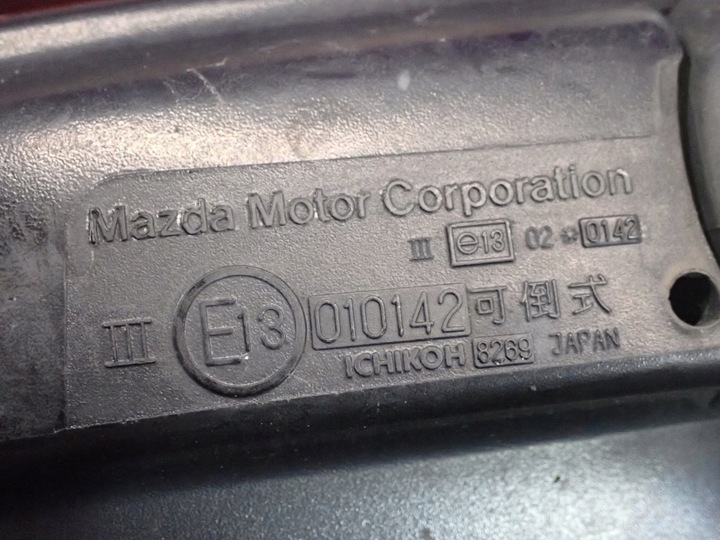 Mazda Motor Corporation
III e13 02 * 0142
III E13 010142 可倒式
ICHIKOH 8269 JAPAN